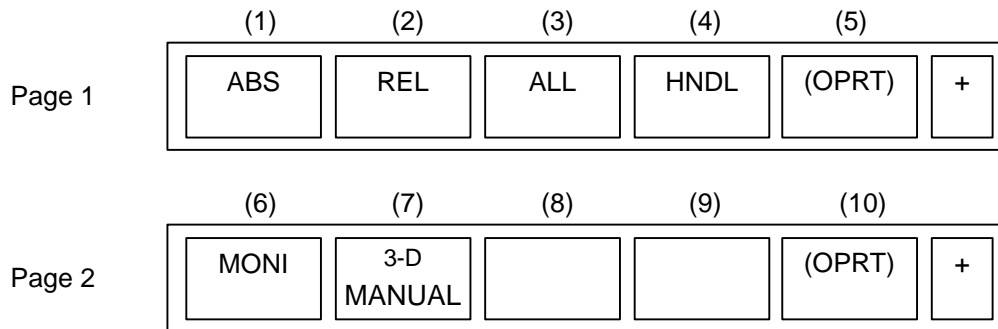 (1) (2) (3) (4) (5)
Page 1 ABS REL ALL HNDL (OPRT) +
(6) (7) (8) (9) (10)
Page 2 MONI 3-D MANUAL (OPRT) +